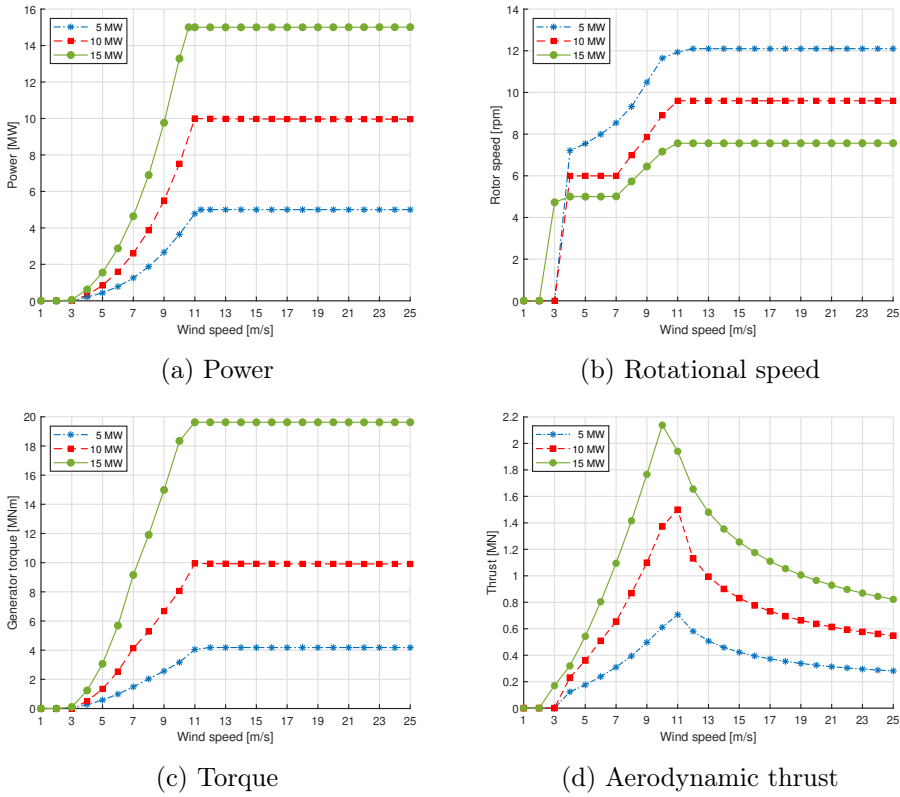 16
14
12
10
8
6
4
2
0
Power [MW]
5 MW
10 MW
15 MW
1 3 5 7 9 11 13 15 17 19 21 23 25
Wind speed [m/s]
(a) Power
14
12
10
8
6
4
2
0
Rotor speed [rpm]
5 MW
10 MW
15 MW
1 3 5 7 9 11 13 15 17 19 21 23 25
Wind speed [m/s]
(b) Rotational speed
20
18
16
14
12
10
8
6
4
2
0
Generator torque [MNm]
5 MW
10 MW
15 MW
1 3 5 7 9 11 13 15 17 19 21 23 25
Wind speed [m/s]
(c) Torque
2.2
2
1.8
1.6
1.4
1.2
1
0.8
0.6
0.4
0.2
0
Thrust [MN]
5 MW
10 MW
15 MW
1 3 5 7 9 11 13 15 17 19 21 23 25
Wind speed [m/s]
(d) Aerodynamic thrust